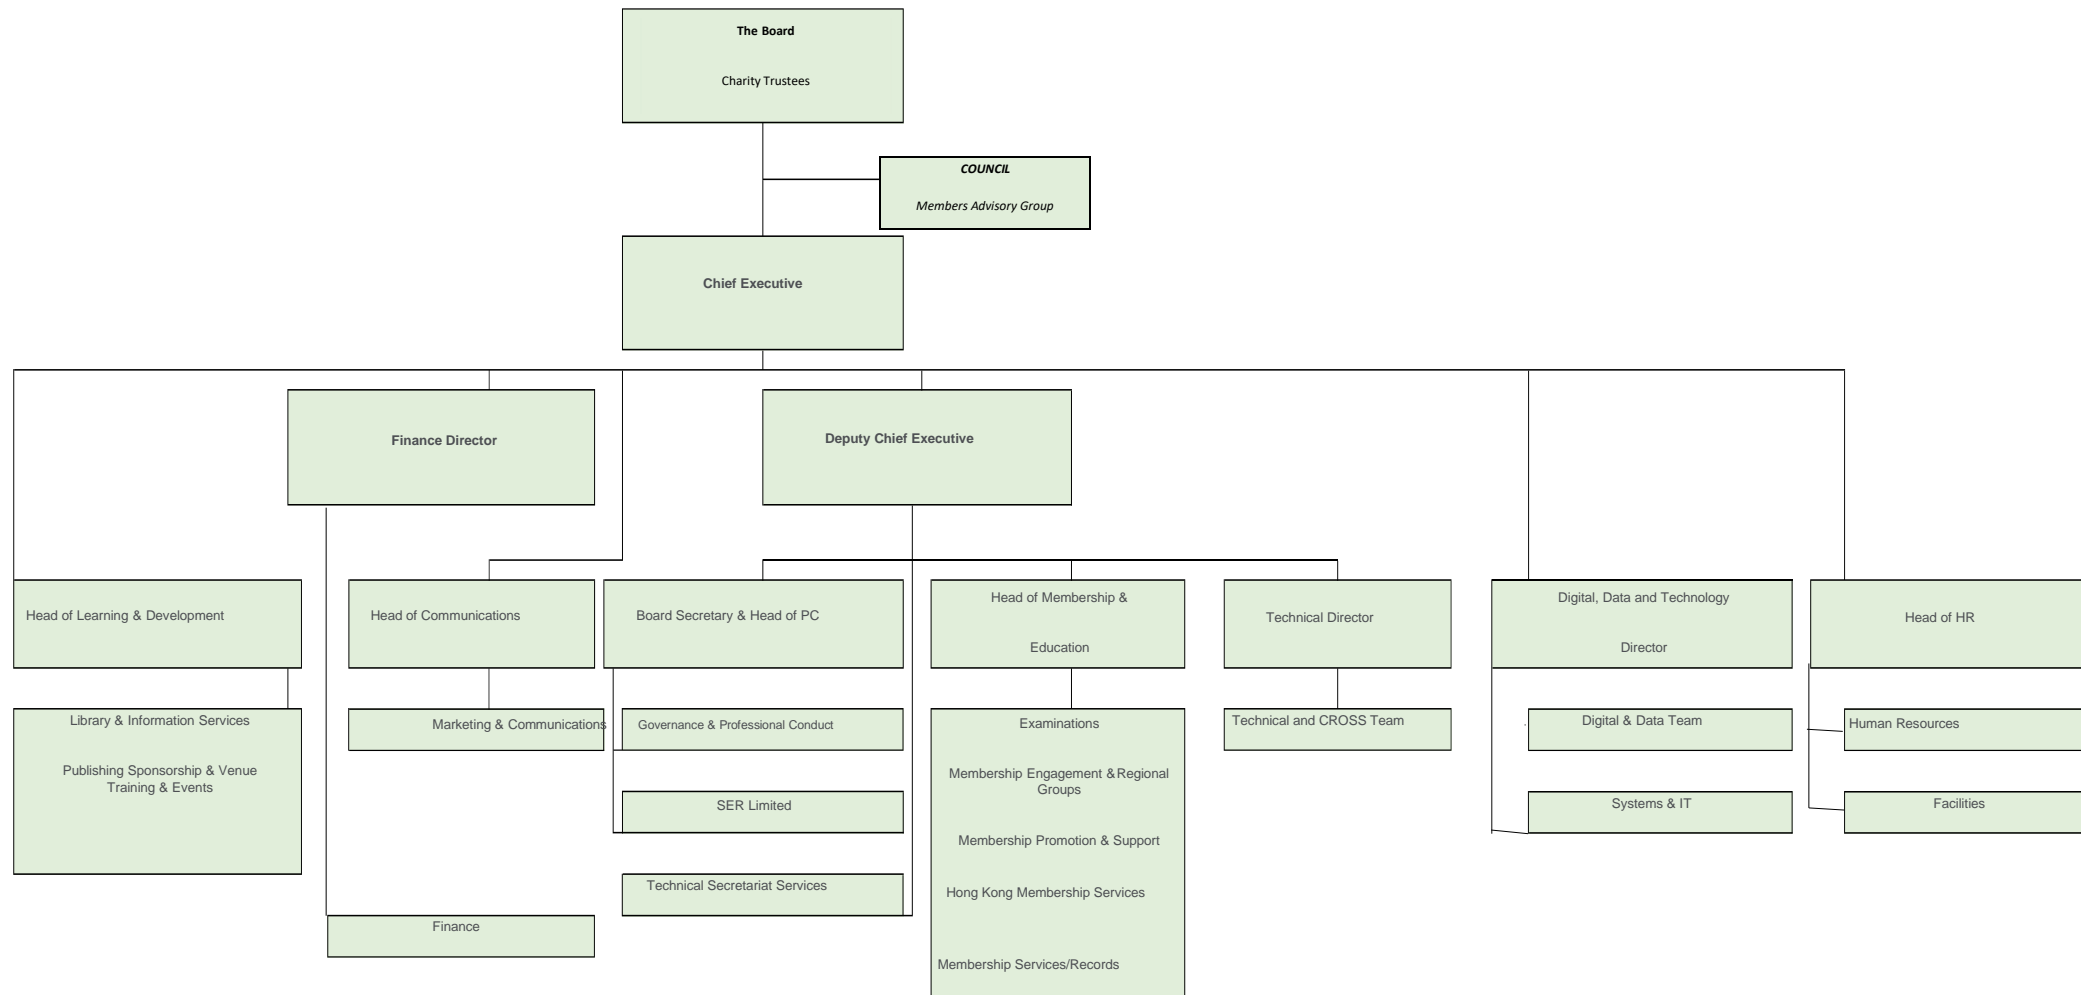 The Board
Charity Trustees
COUNCIL
Members Advisory Group
Chief Executive
Finance Director
Deputy Chief Executive
Head of Learning & Development
Head of Communications
Board Secretary & Head of PC
Head of Membership &
Education
Technical Director
Digital, Data and Technology
Director
Head of HR
Library & Information Services
Publishing Sponsorship & Venue
Training & Events
Marketing & Communications
Governance & Professional Conduct
SER Limited
Technical Secretariat Services
Finance
Examinations
Membership Engagement & Regional
Groups
Membership Promotion & Support
Hong Kong Membership Services
Membership Services/Records
Technical and CROSS Team
Digital & Data Team
Systems & IT
Human Resources
Facilities